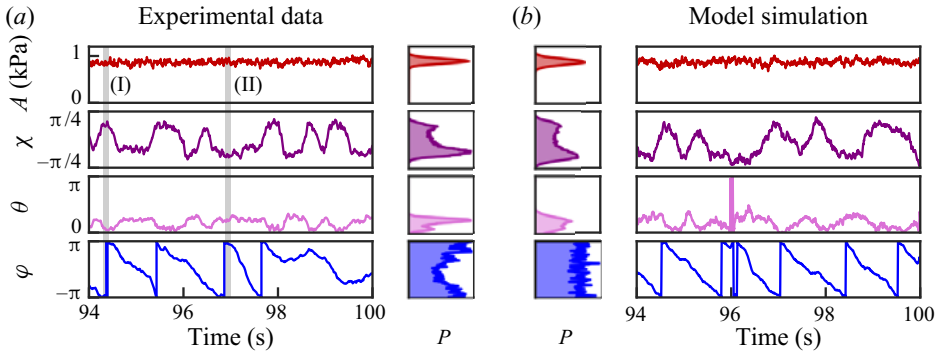 (a) Experimental data (b) Model simulation
A (kPa) 1 0
(I) (II)
χ π/4 −π/4
θ π 0
φ π −π
94 96 98 100 94 96 98 100
Time (s) P P Time (s)